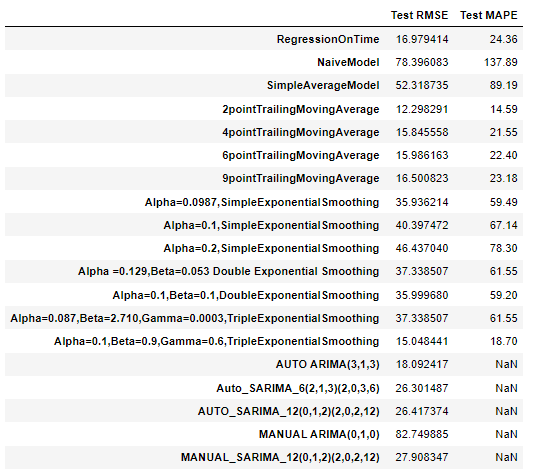 Test RMSE Test MAPE
RegressionOnTime 16.979414 24.36
NaiveModel 78.396083 137.89
SimpleAverageModel 52.318735 89.19
2pointTrailingMovingAverage 12.298291 14.59
4pointTrailingMovingAverage 15.845558 21.55
6pointTrailingMovingAverage 15.986163 22.40
9pointTrailingMovingAverage 16.500823 23.18
Alpha=0.0987,SimpleExponentialSmoothing 35.936214 59.49
Alpha=0.1,SimpleExponentialSmoothing 40.397472 67.14
Alpha=0.2,SimpleExponentialSmoothing 46.437040 78.30
Alpha =0.129,Beta=0.053 Double Exponential Smoothing 37.338507 61.55
Alpha=0.1,Beta=0.1,DoubleExponentialSmoothing 35.999680 59.20
Alpha=0.087,Beta=2.710,Gamma=0.0003,TripleExponentialSmoothing 37.338507 61.55
Alpha=0.1,Beta=0.9,Gamma=0.6,TripleExponentialSmoothing 15.048441 18.70
AUTO ARIMA(3,1,3) 18.092417 NaN
Auto_SARIMA_6(2,1,3)(2,0,3,6) 26.301487 NaN
AUTO_SARIMA_12(0,1,2)(2,0,2,12) 26.417374 NaN
MANUAL ARIMA(0,1,0) 82.749885 NaN
MANUAL_SARIMA_12(0,1,2)(2,0,2,12) 27.908347 NaN